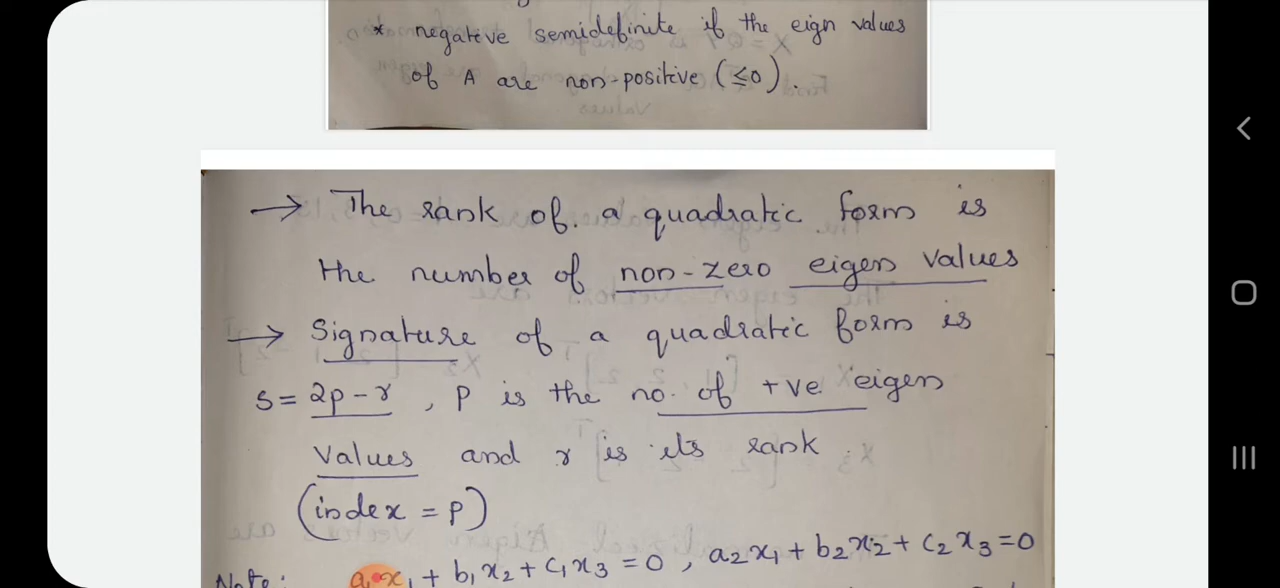 * negative semidefinite if the eign values
of A are non-positive (≤0).
→ The rank of a quadratic form is
the number of non-zero eigen values
→ Signature of a quadratic form is
s = 2p - r , p is the no. of +ve eigen
values and r is its rank
(index = p)
Note: a₁x₁ + b₁x₂ + c₁x₃ = 0 , a₂x₁ + b₂x₂ + c₂x₃ = 0